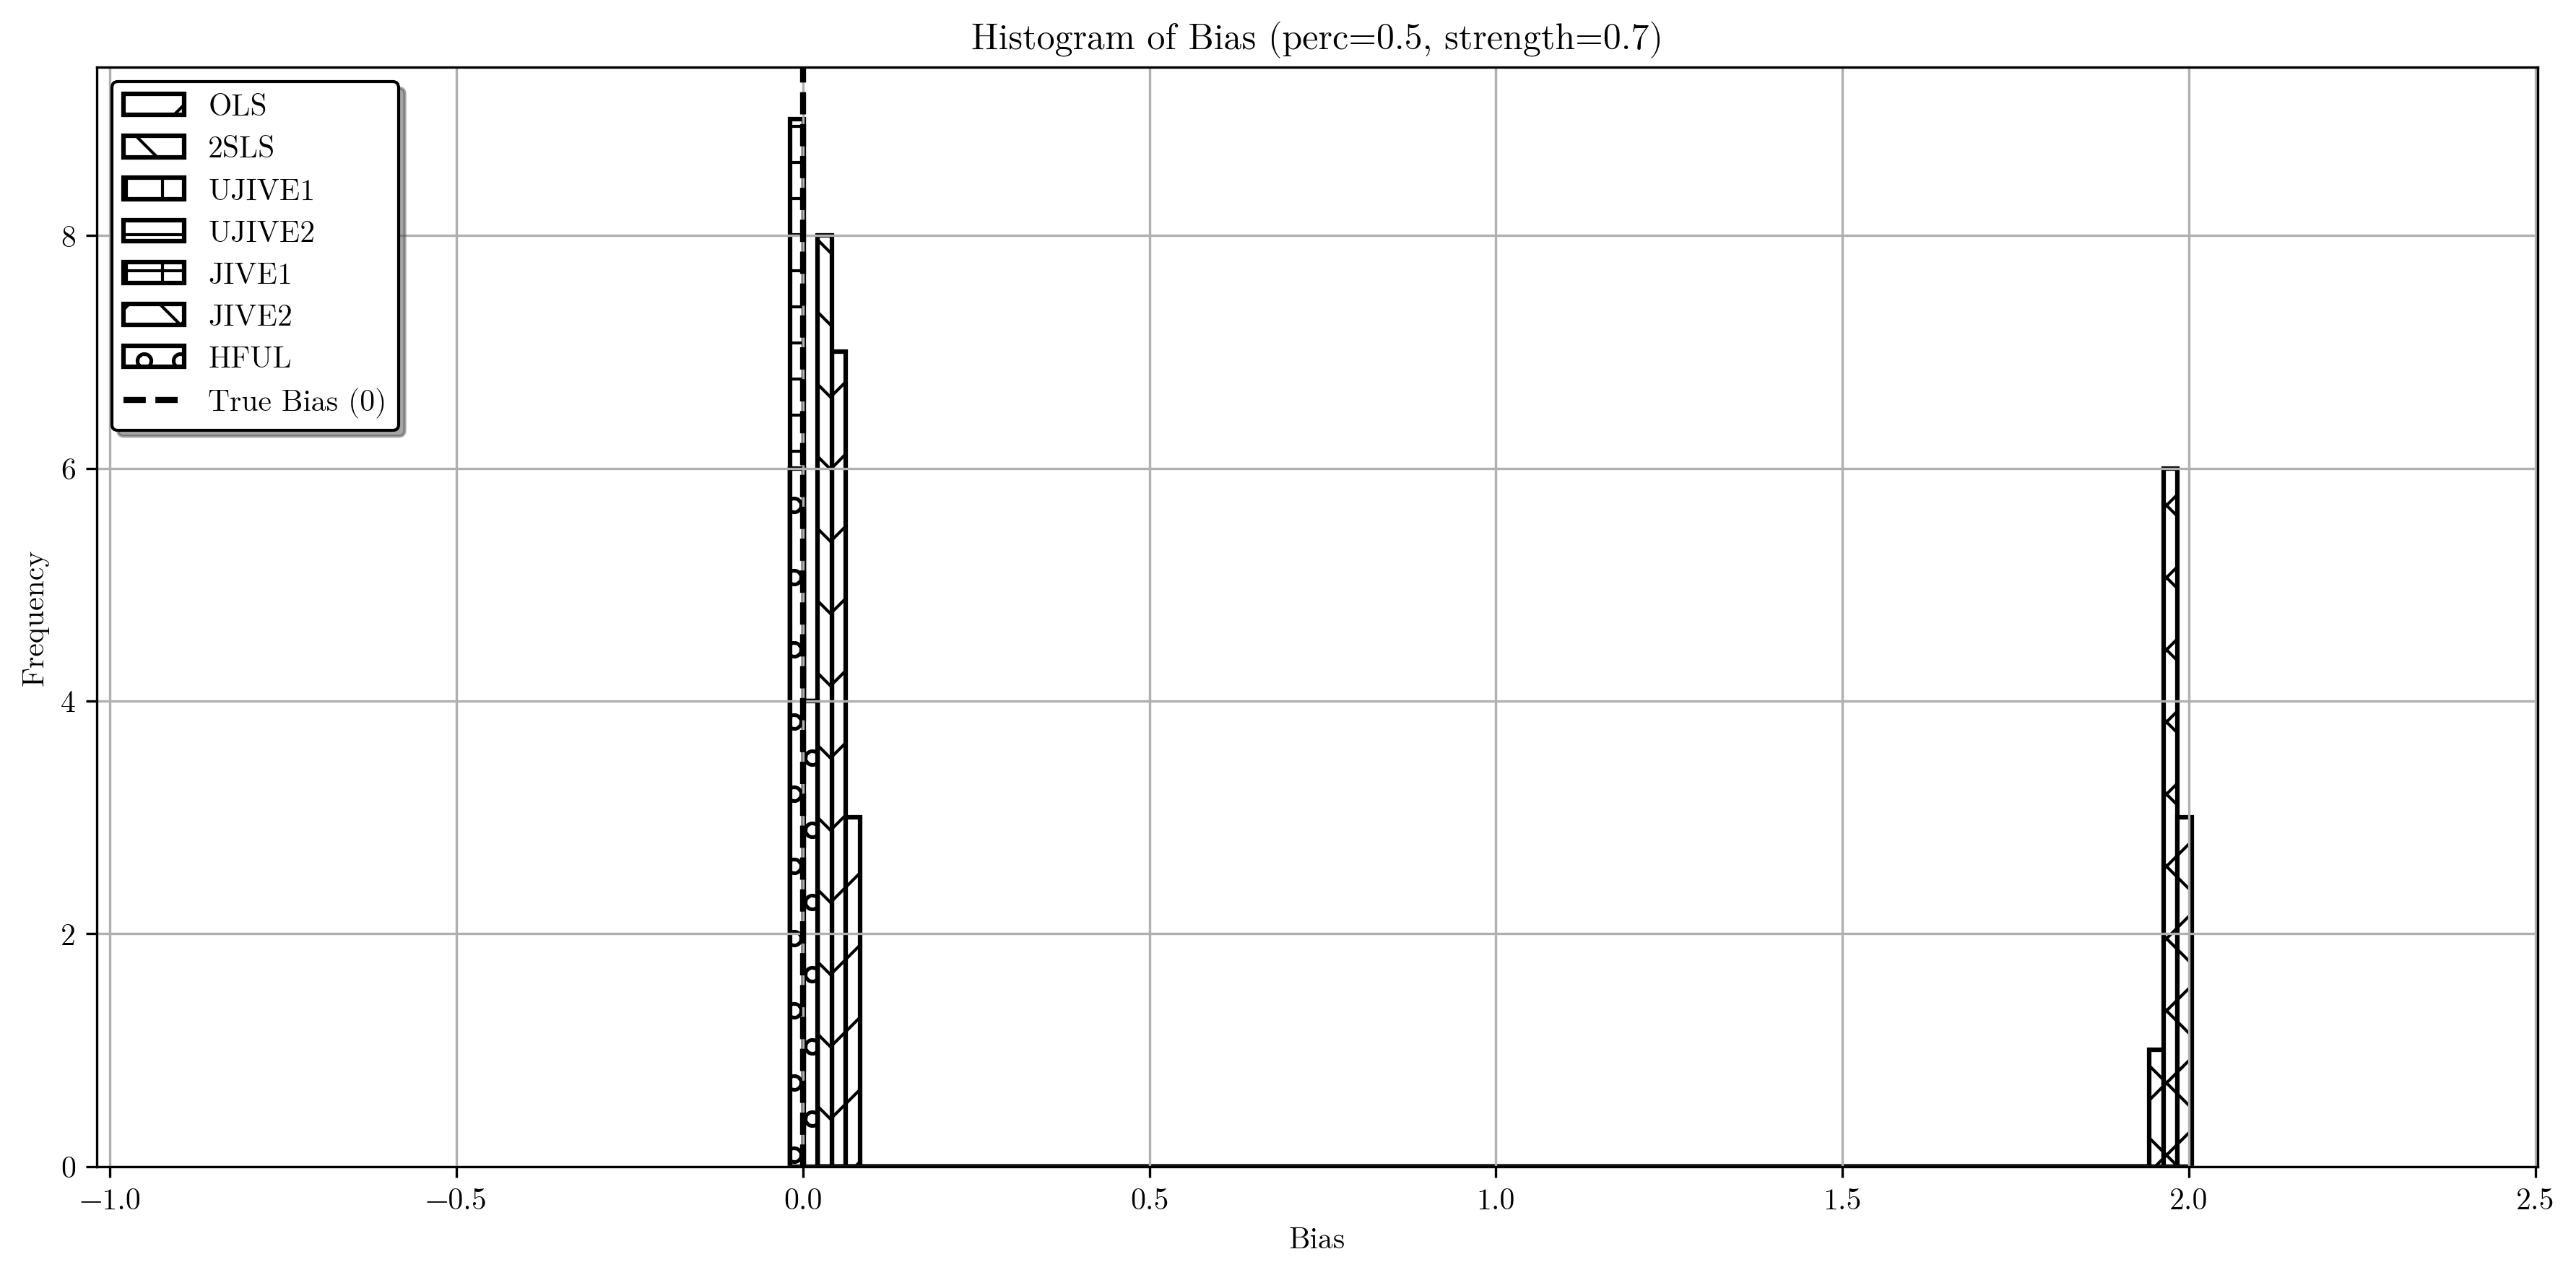 Histogram of Bias (perc=0.5, strength=0.7)
OLS
2SLS
UJIVE1
UJIVE2
JIVE1
JIVE2
HFUL
True Bias (0)
Frequency
8
6
4
2
0
−1.0 −0.5 0.0 0.5 1.0 1.5 2.0 2.5
Bias